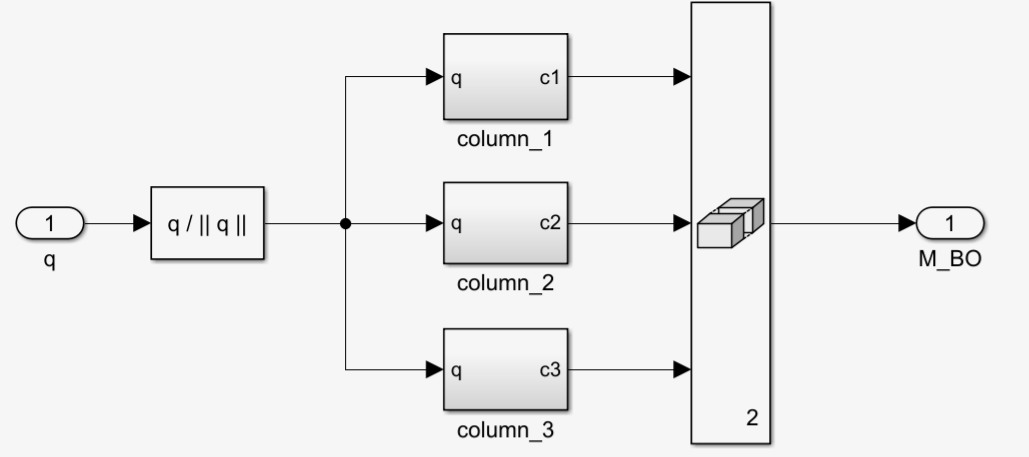 q c1
column_1
1
q
q / || q ||
q c2
column_2
1
M_BO
q c3
column_3
2